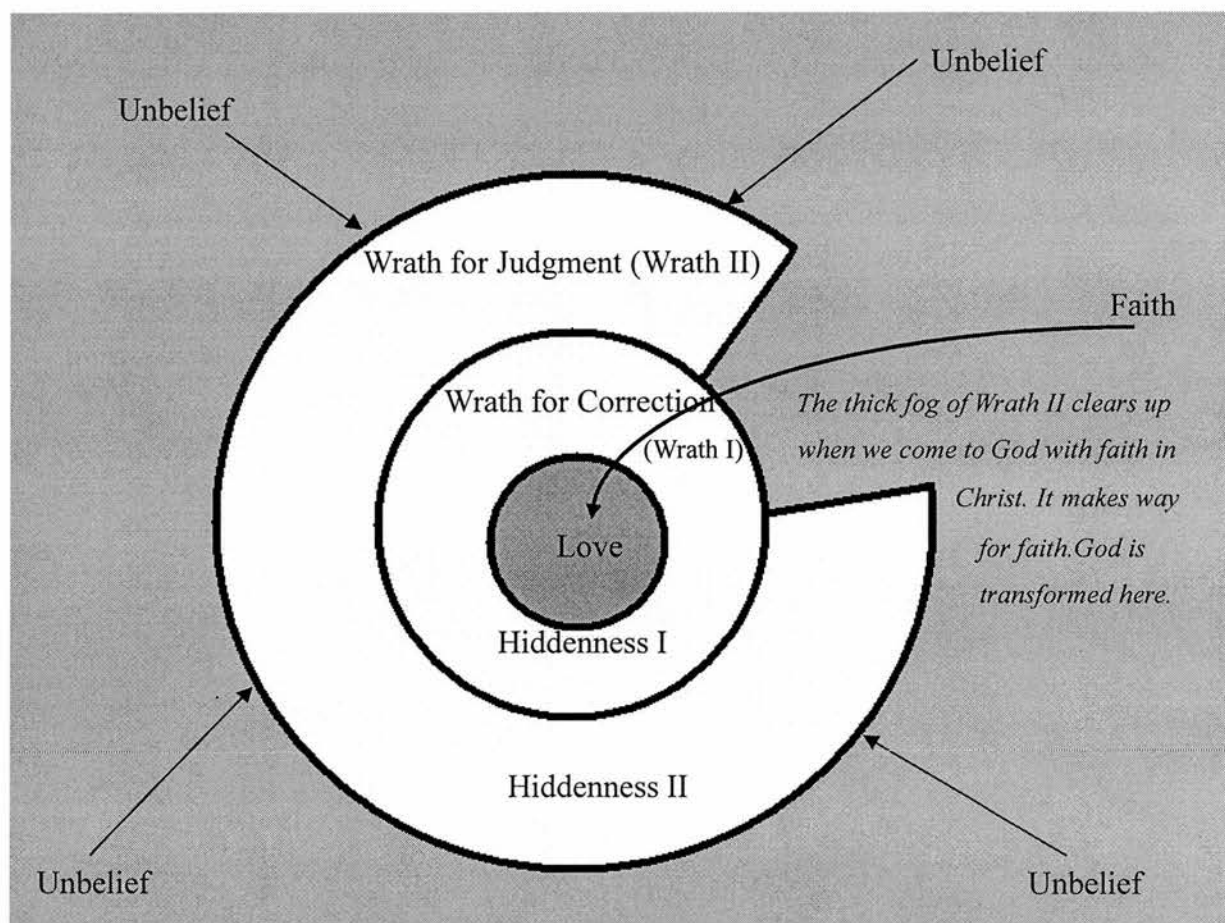 Unbelief
Unbelief
Wrath for Judgment (Wrath II)
Faith
Wrath for Correction
(Wrath I)
The thick fog of Wrath II clears up
when we come to God with faith in
Christ. It makes way
for faith.God is
transformed here.
Love
Hiddenness I
Hiddenness II
Unbelief
Unbelief